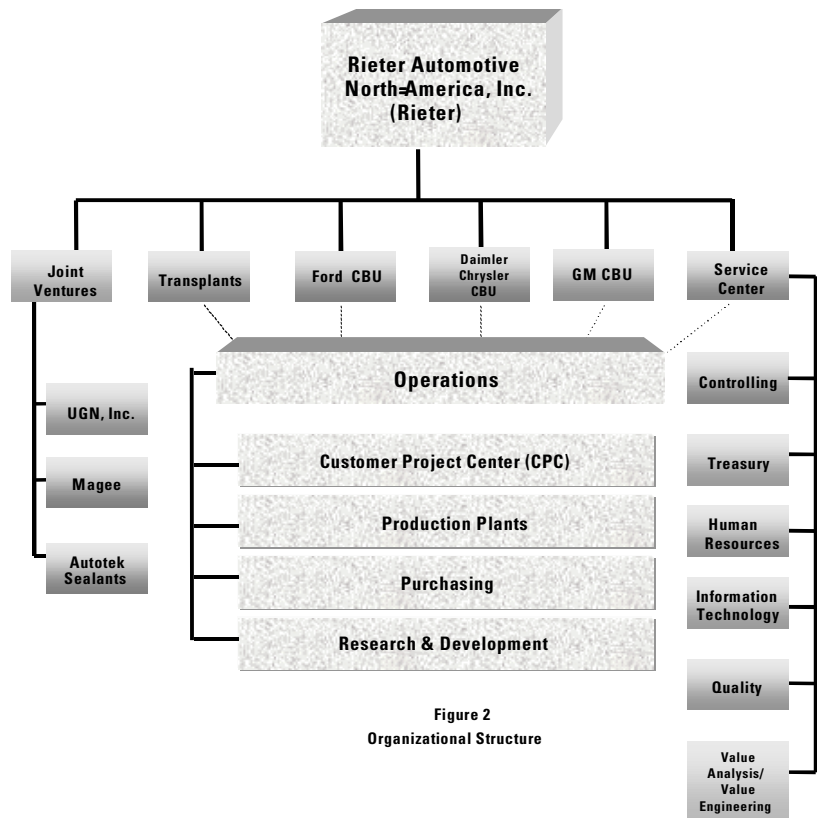 Rieter Automotive
North=America, Inc.
(Rieter)
Joint
Ventures
Transplants
Ford CBU
Daimler
Chrysler
CBU
GM CBU
Service
Center
Operations
UGN, Inc.
Magee
Autotek
Sealants
Customer Project Center (CPC)
Production Plants
Purchasing
Research & Development
Controlling
Treasury
Human
Resources
Information
Technology
Quality
Value
Analysis/
Value
Engineering
Figure 2
Organizational Structure